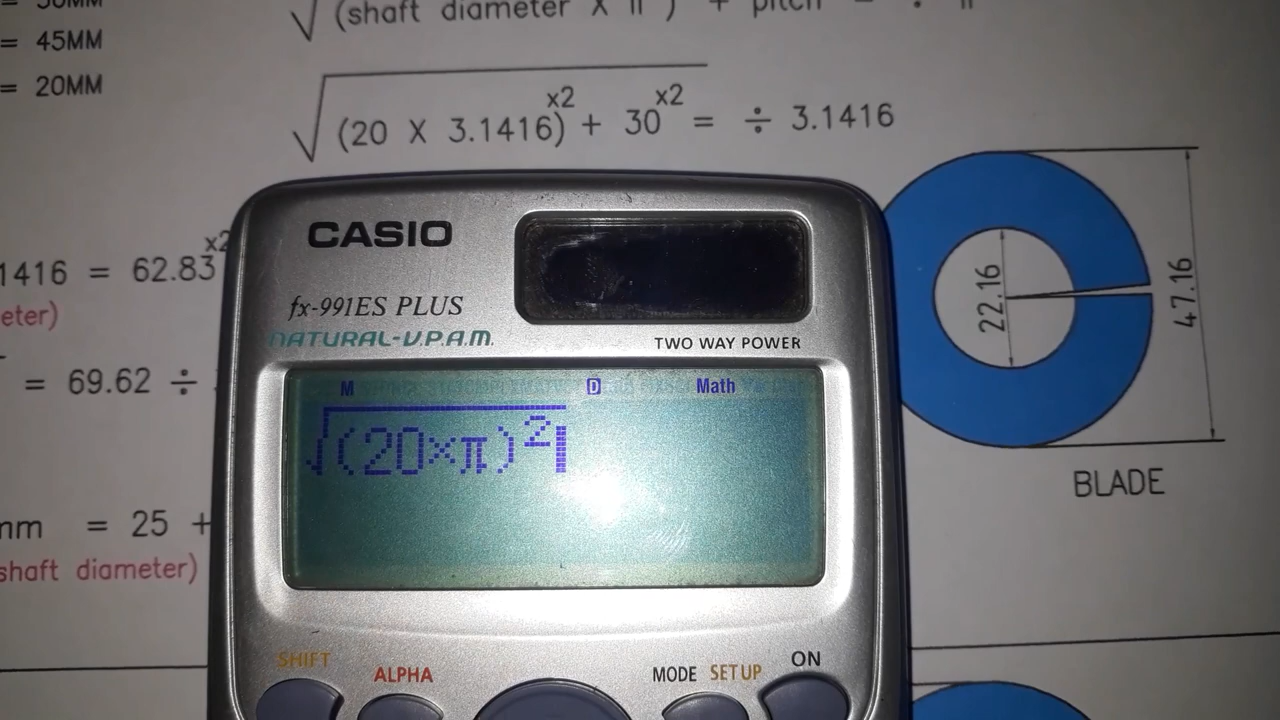 = 50MM
= 45MM
= 20MM
√(shaft diameter X π ) + pitch = ÷ π
√(20 X 3.1416)x2 + 30x2 = ÷ 3.1416
1416 = 62.83x2
eter)
= 69.62 ÷
mm = 25 +
shaft diameter)
22.16
47.16
BLADE
CASIO
fx-991ES PLUS
NATURAL-V.P.A.M.
TWO WAY POWER
M D Math
√(20×π)²
SHIFT
ALPHA
MODE SETUP
ON